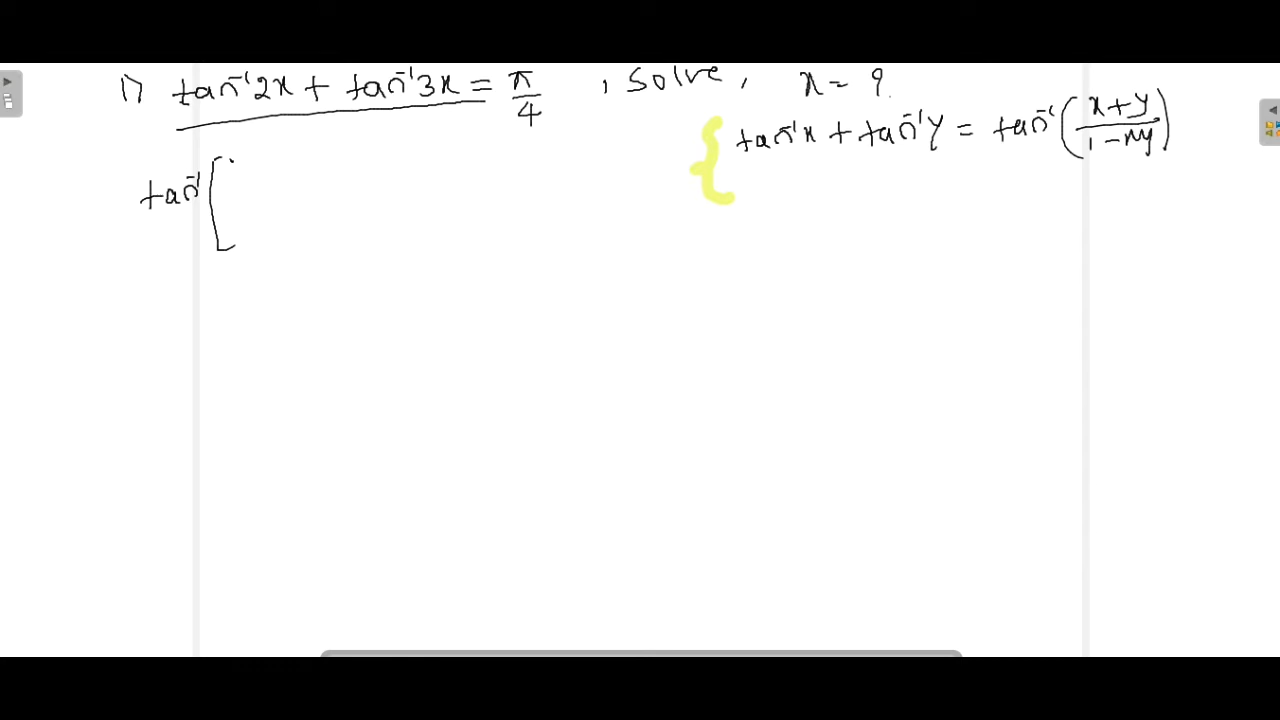 1) tan⁻¹2x + tan⁻¹3x = π/4 , Solve, x = ?
{ tan⁻¹x + tan⁻¹y = tan⁻¹(x+y/1-xy)
tan⁻¹[